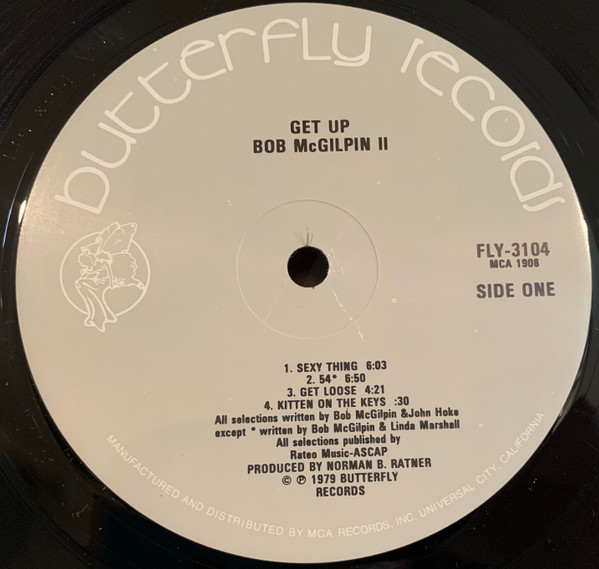 butterfly records
GET UP
BOB McGILPIN II
FLY-3104
MCA 1908
SIDE ONE
1. SEXY THING 6:03
2. 54* 6:50
3. GET LOOSE 4:21
4. KITTEN ON THE KEYS :30
All selections written by Bob McGilpin &John Hoke
except * written by Bob McGilpin & Linda Marshall
All selections published by
Rateo Music-ASCAP
PRODUCED BY NORMAN B. RATNER
© ℗ 1979 BUTTERFLY
RECORDS
MANUFACTURED AND DISTRIBUTED BY MCA RECORDS, INC. UNIVERSAL CITY, CALIFORNIA